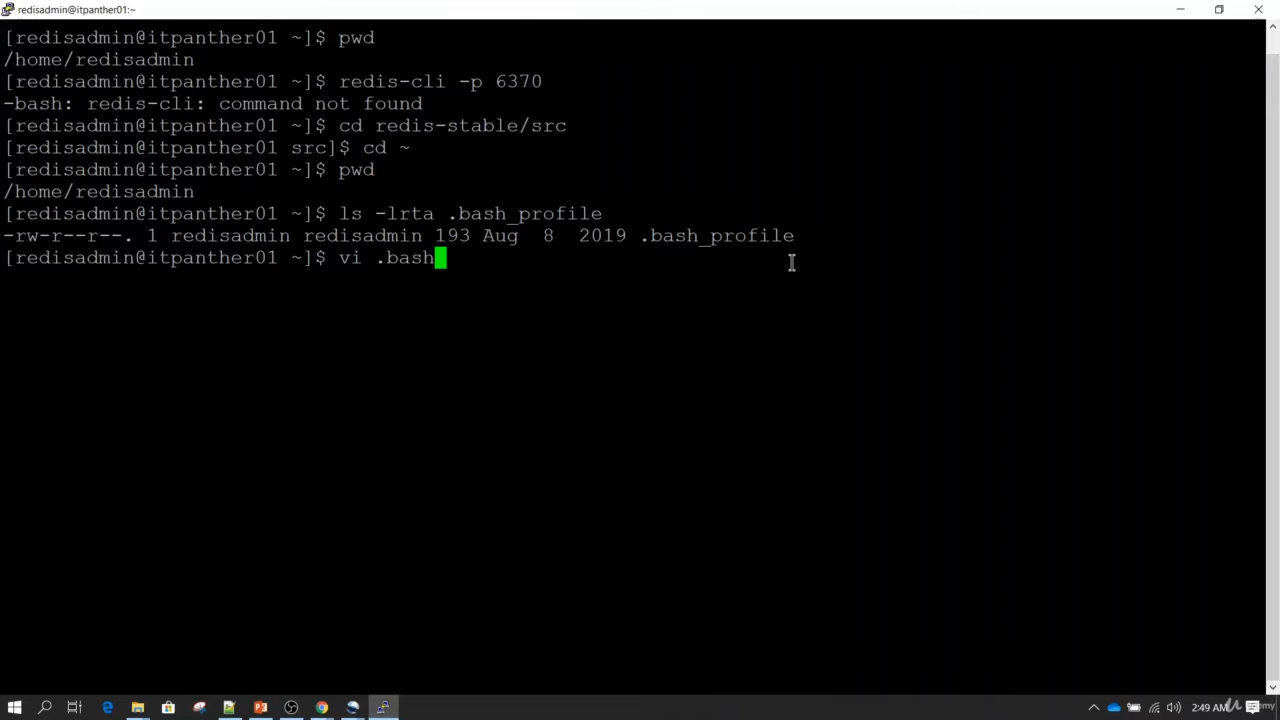 redisadmin@itpanther01:~
[redisadmin@itpanther01 ~]$ pwd
/home/redisadmin
[redisadmin@itpanther01 ~]$ redis-cli -p 6370
-bash: redis-cli: command not found
[redisadmin@itpanther01 ~]$ cd redis-stable/src
[redisadmin@itpanther01 src]$ cd ~
[redisadmin@itpanther01 ~]$ pwd
/home/redisadmin
[redisadmin@itpanther01 ~]$ ls -lrta .bash_profile
-rw-r--r--. 1 redisadmin redisadmin 193 Aug  8  2019 .bash_profile
[redisadmin@itpanther01 ~]$ vi .bash
2:49 AM